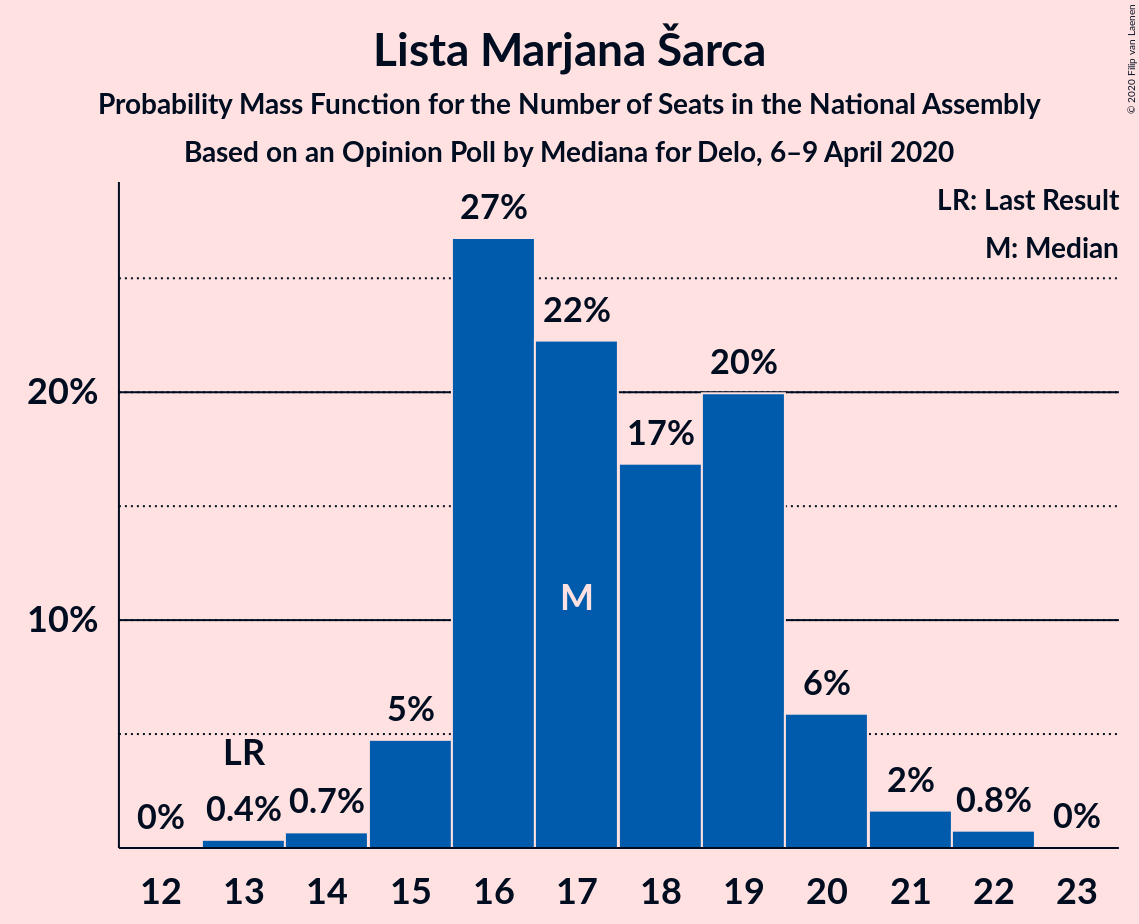 Lista Marjana Šarca
Probability Mass Function for the Number of Seats in the National Assembly
Based on an Opinion Poll by Mediana for Delo, 6–9 April 2020
© 2020 Filip van Laenen
LR: Last Result
M: Median
27%
22%
20%
20%
17%
M
10%
6%
5%
LR
2%
0%
0.4%
0.7%
0.8%
0%
12 13 14 15 16 17 18 19 20 21 22 23